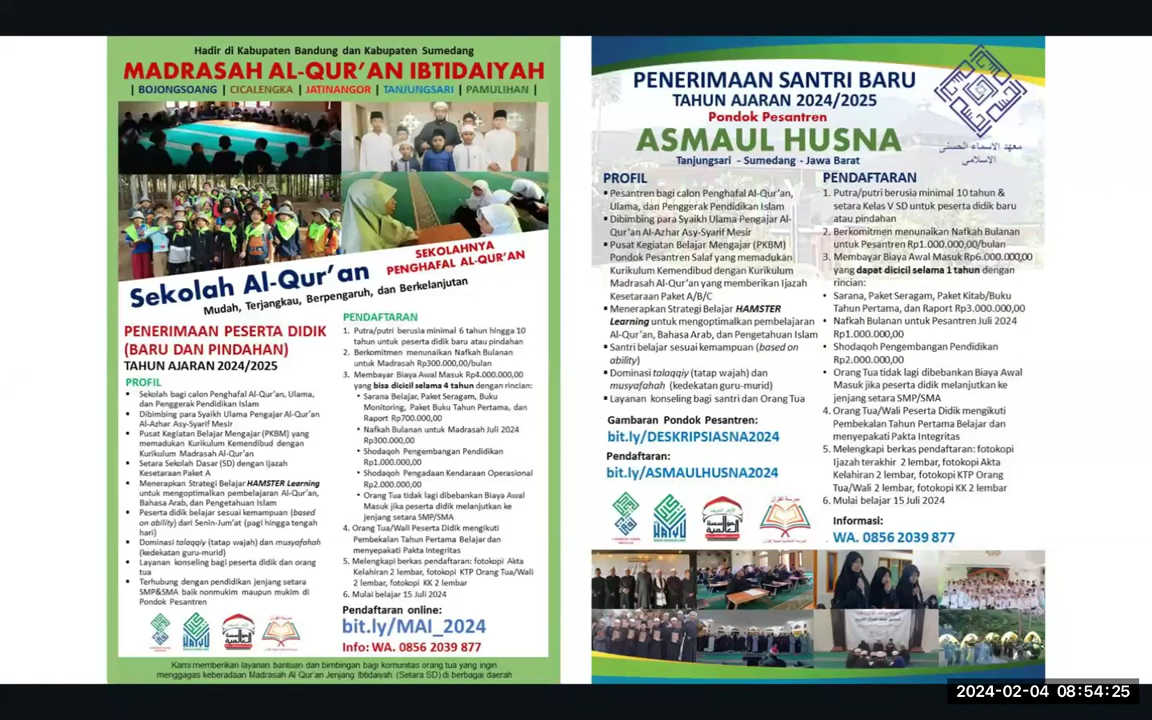 Hadir di Kabupaten Bandung dan Kabupaten Sumedang
MADRASAH AL-QUR'AN IBTIDAIYAH
| BOJONGSOANG | CICALENGKA | JATINANGOR | TANJUNGSARI | PAMULIHAN |
SEKOLAHNYA
PENGHAFAL AL-QUR'AN
Sekolah Al-Qur'an
Mudah, Terjangkau, Berpengaruh, dan Berkelanjutan
PENERIMAAN PESERTA DIDIK
(BARU DAN PINDAHAN)
TAHUN AJARAN 2024/2025
PROFIL
• Sekolah bagi calon Penghafal Al-Qur'an, Ulama,
dan Penggerak Pendidikan Islam
• Dibimbing para Syaikh Ulama Pengajar Al-Qur'an
Al-Azhar Asy-Syarif Mesir
• Pusat Kegiatan Belajar Mengajar (PKBM) yang
memadukan Kurikulum Kemendibud dengan
Kurikulum Madrasah Al-Qur'an
• Setara Sekolah Dasar (SD) dengan Ijazah
Kesetaraan Paket A
• Menerapkan Strategi Belajar HAMSTER Learning
untuk mengoptimalkan pembelajaran Al-Qur'an,
Bahasa Arab, dan Pengetahuan Islam
• Peserta didik belajar sesuai kemampuan (based
on ability) dari Senin-Jum'at (pagi hingga tengah
hari)
• Dominasi talaqqiy (tatap wajah) dan musyafahah
(kedekatan guru-murid)
• Layanan konseling bagi peserta didik dan orang
tua
• Terhubung dengan pendidikan jenjang setara
SMP&SMA baik nonmukim maupun mukim di
Pondok Pesantren
PENDAFTARAN
1. Putra/putri berusia minimal 6 tahun hingga 10
tahun untuk peserta didik baru atau pindahan
2. Berkomitmen menunaikan Nafkah Bulanan
untuk Madrasah Rp300.000,00/bulan
3. Membayar Biaya Awal Masuk Rp4.000.000,00
yang bisa dicicil selama 4 tahun dengan rincian:
• Sarana Belajar, Paket Seragam, Buku
Monitoring, Paket Buku Tahun Pertama, dan
Raport Rp700.000,00
• Nafkah Bulanan untuk Madrasah Juli 2024
Rp300.000,00
• Shodaqoh Pengembangan Pendidikan
Rp1.000.000,00
• Shodaqoh Pengadaan Kendaraan Operasional
Rp2.000.000,00
• Orang Tua tidak lagi dibebankan Biaya Awal
Masuk jika peserta didik melanjutkan ke
jenjang setara SMP/SMA
4. Orang Tua/Wali Peserta Didik mengikuti
Pembekalan Tahun Pertama Belajar dan
menyepakati Pakta Integritas
5. Melengkapi berkas pendaftaran: fotokopi Akta
Kelahiran 2 lembar, fotokopi KTP Orang Tua/Wali
2 lembar, fotokopi KK 2 lembar
6. Mulai belajar 15 Juli 2024
Pendaftaran online:
bit.ly/MAI_2024
Info: WA. 0856 2039 877
Kami memberikan layanan bantuan dan bimbingan bagi komunitas orang tua yang ingin
menggagas keberadaan Madrasah Al Qur'an Jenjang Ibtidaiyah (Setara SD) di berbagai daerah
PENERIMAAN SANTRI BARU
TAHUN AJARAN 2024/2025
Pondok Pesantren
ASMAUL HUSNA
Tanjungsari - Sumedang - Jawa Barat
معهد الاسماء الحسنى
الاسلامي
PROFIL
▪ Pesantren bagi calon Penghafal Al-Qur'an,
Ulama, dan Penggerak Pendidikan Islam
▪ Dibimbing para Syaikh Ulama Pengajar Al-
Qur'an Al-Azhar Asy-Syarif Mesir
▪ Pusat Kegiatan Belajar Mengajar (PKBM)
Pondok Pesantren Salaf yang memadukan
Kurikulum Kemendibud dengan Kurikulum
Madrasah Al-Qur'an yang memberikan Ijazah
Kesetaraan Paket A/B/C
▪ Menerapkan Strategi Belajar HAMSTER
Learning untuk mengoptimalkan pembelajaran
Al-Qur'an, Bahasa Arab, dan Pengetahuan Islam
▪ Santri belajar sesuai kemampuan (based on
ability)
▪ Dominasi talaqqiy (tatap wajah) dan
musyafahah (kedekatan guru-murid)
▪ Layanan konseling bagi santri dan Orang Tua
Gambaran Pondok Pesantren:
bit.ly/DESKRIPSIASNA2024
Pendaftaran:
bit.ly/ASMAULHUSNA2024
PENDAFTARAN
1. Putra/putri berusia minimal 10 tahun &
setara Kelas V SD untuk peserta didik baru
atau pindahan
2. Berkomitmen menunaikan Nafkah Bulanan
untuk Pesantren Rp1.000.000,00/bulan
3. Membayar Biaya Awal Masuk Rp6.000.000,00
yang dapat dicicil selama 1 tahun dengan
rincian:
• Sarana, Paket Seragam, Paket Kitab/Buku
Tahun Pertama, dan Raport Rp3.000.000,00
• Nafkah Bulanan untuk Pesantren Juli 2024
Rp1.000.000,00
• Shodaqoh Pengembangan Pendidikan
Rp2.000.000,00
• Orang Tua tidak lagi dibebankan Biaya Awal
Masuk jika peserta didik melanjutkan ke
jenjang setara SMP/SMA
4. Orang Tua/Wali Peserta Didik mengikuti
Pembekalan Tahun Pertama Belajar dan
menyepakati Pakta Integritas
5. Melengkapi berkas pendaftaran: fotokopi
Ijazah terakhir 2 lembar, fotokopi Akta
Kelahiran 2 lembar, fotokopi KTP Orang
Tua/Wali 2 lembar, fotokopi KK 2 lembar
6. Mulai belajar 15 Juli 2024
Informasi:
WA. 0856 2039 877
2024-02-04 08:54:25